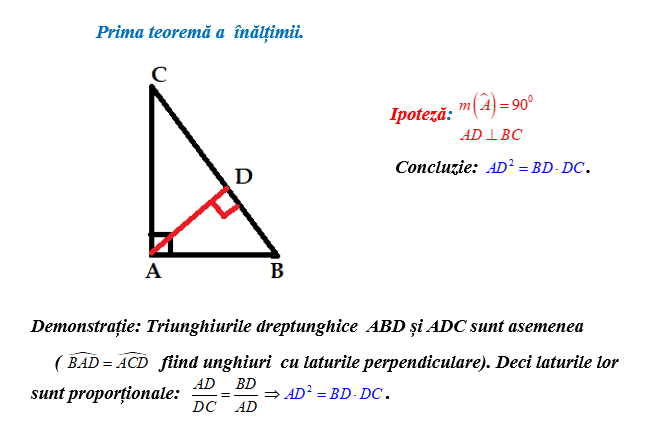 Prima teoremă a înălțimii.
C
Ipoteză: m(Â) = 90⁰
AD ⊥ BC
Concluzie: AD² = BD · DC.
D
A B
Demonstrație: Triunghiurile dreptunghice ABD și ADC sunt asemenea
( BAD = ACD fiind unghiuri cu laturile perpendiculare). Deci laturile lor
sunt proporționale: AD/DC = BD/AD ⇒ AD² = BD · DC.